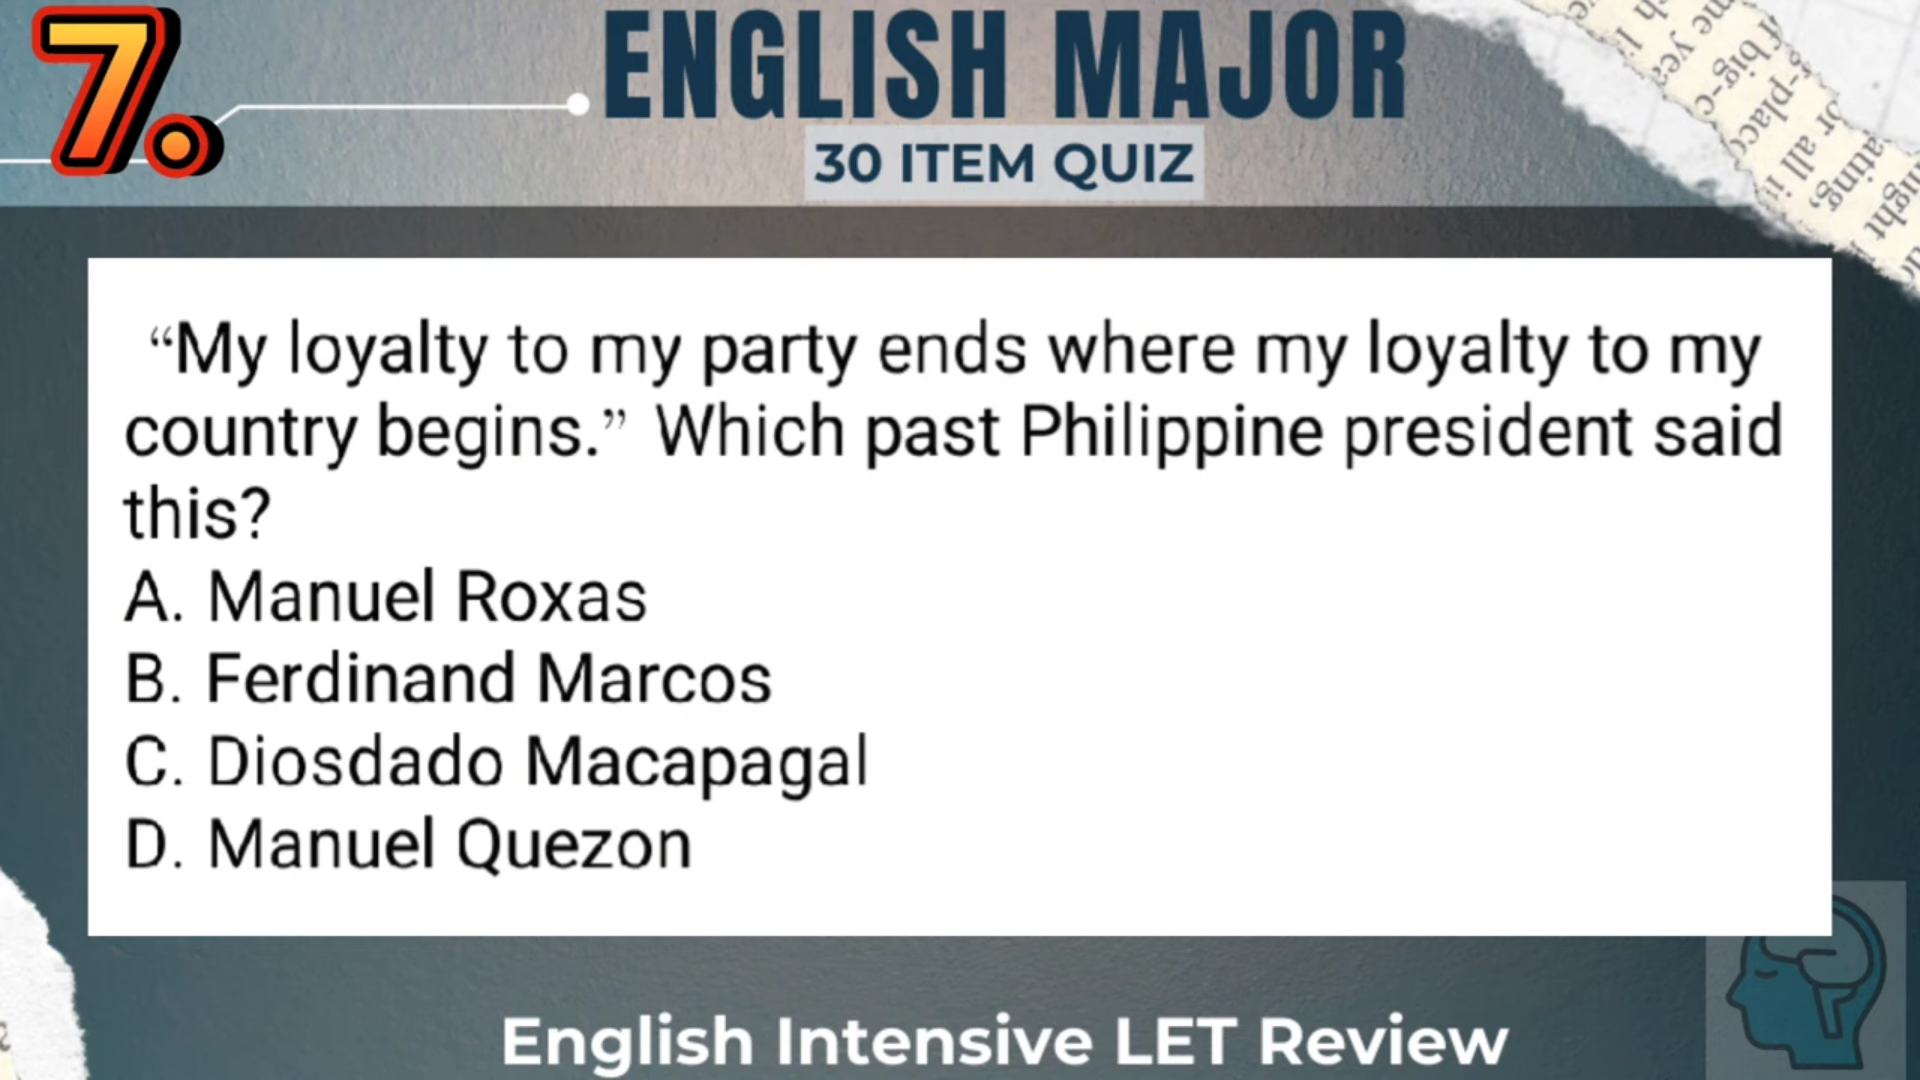 7.
ENGLISH MAJOR
30 ITEM QUIZ
“My loyalty to my party ends where my loyalty to my
country begins.” Which past Philippine president said
this?
A. Manuel Roxas
B. Ferdinand Marcos
C. Diosdado Macapagal
D. Manuel Quezon
English Intensive LET Review